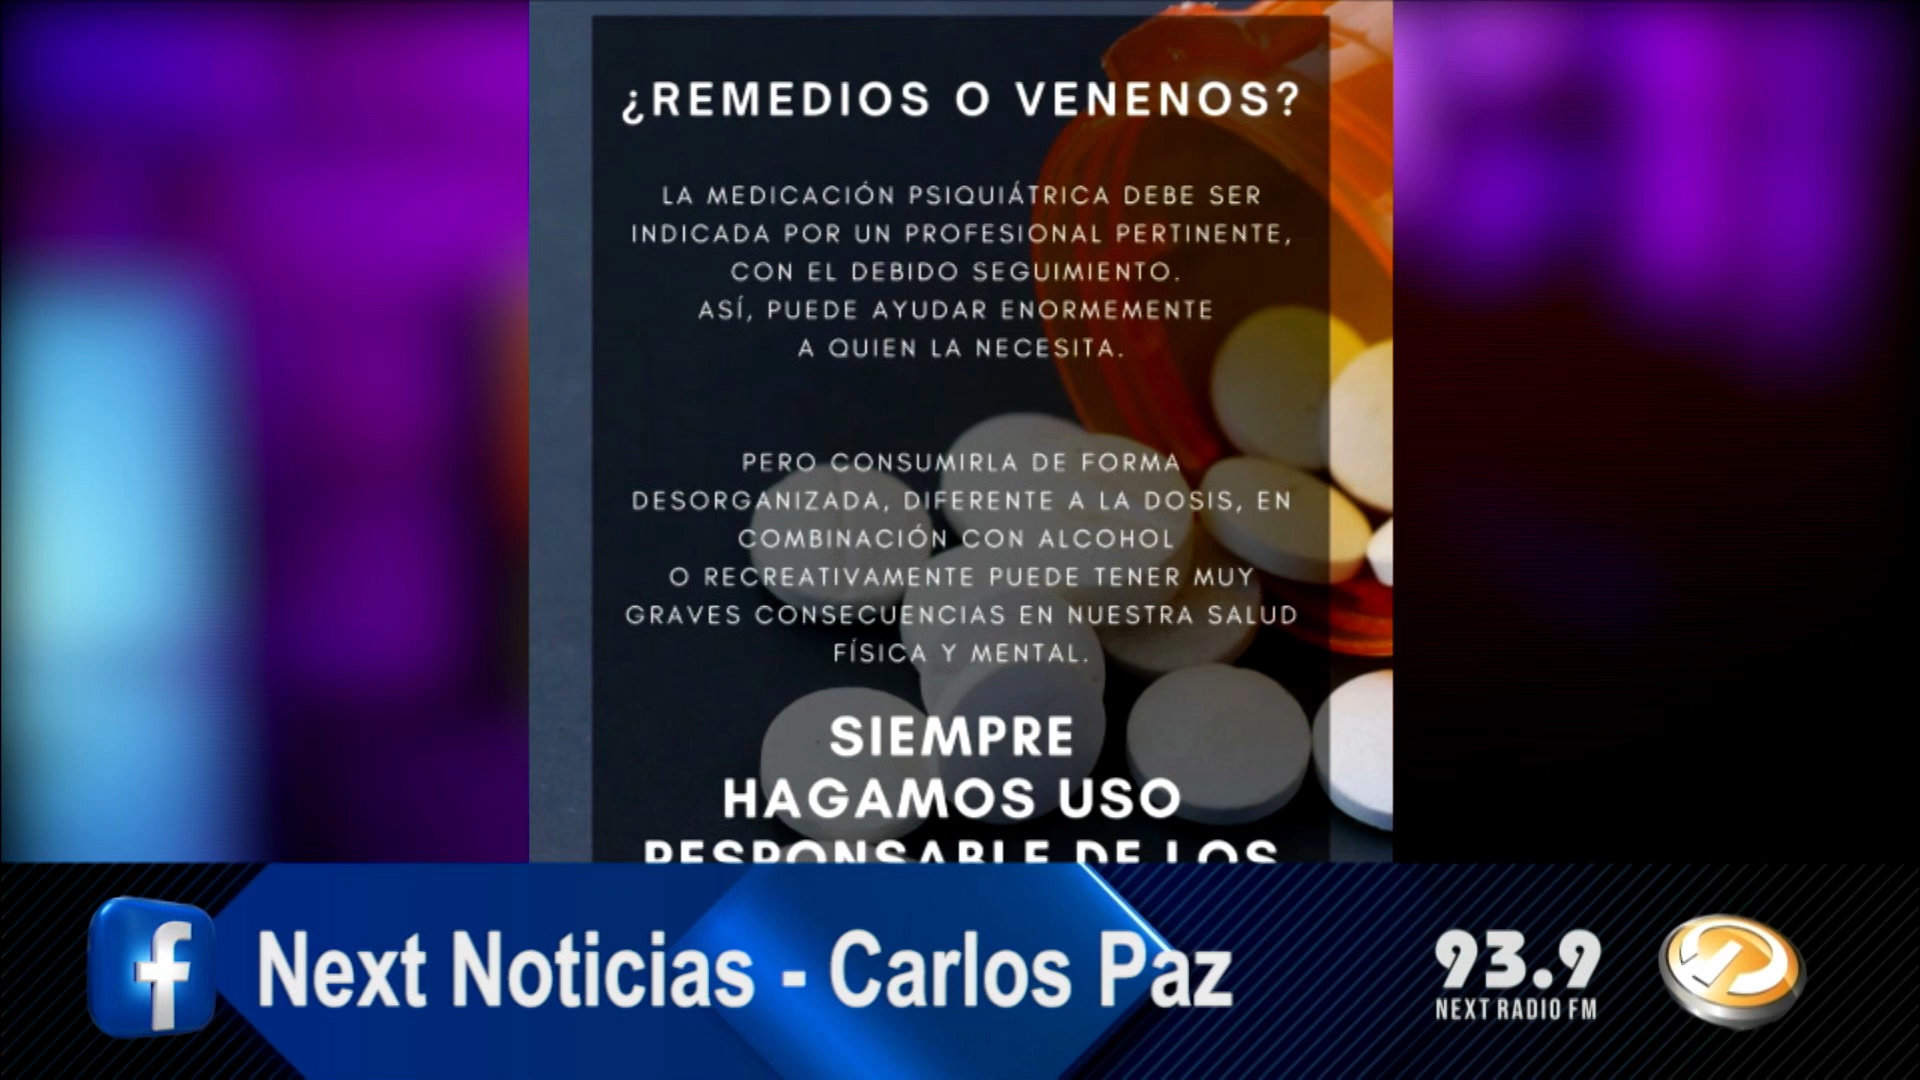 ¿REMEDIOS O VENENOS?
LA MEDICACIÓN PSIQUIÁTRICA DEBE SER
INDICADA POR UN PROFESIONAL PERTINENTE,
CON EL DEBIDO SEGUIMIENTO.
ASÍ, PUEDE AYUDAR ENORMEMENTE
A QUIEN LA NECESITA.
PERO CONSUMIRLA DE FORMA
DESORGANIZADA, DIFERENTE A LA DOSIS, EN
COMBINACIÓN CON ALCOHOL
O RECREATIVAMENTE PUEDE TENER MUY
GRAVES CONSECUENCIAS EN NUESTRA SALUD
FÍSICA Y MENTAL.
SIEMPRE
HAGAMOS USO
RESPONSABLE DE LOS
Next Noticias - Carlos Paz
93.9
NEXT RADIO FM